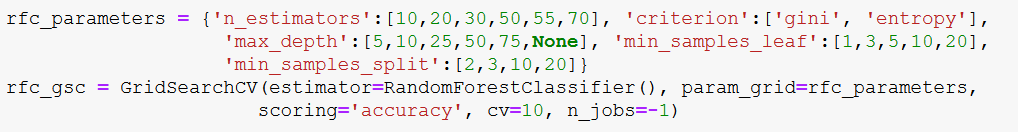 rfc_parameters = {'n_estimators':[10,20,30,50,55,70], 'criterion':['gini', 'entropy'],
'max_depth':[5,10,25,50,75,None], 'min_samples_leaf':[1,3,5,10,20],
'min_samples_split':[2,3,10,20]}
rfc_gsc = GridSearchCV(estimator=RandomForestClassifier(), param_grid=rfc_parameters,
scoring='accuracy', cv=10, n_jobs=-1)